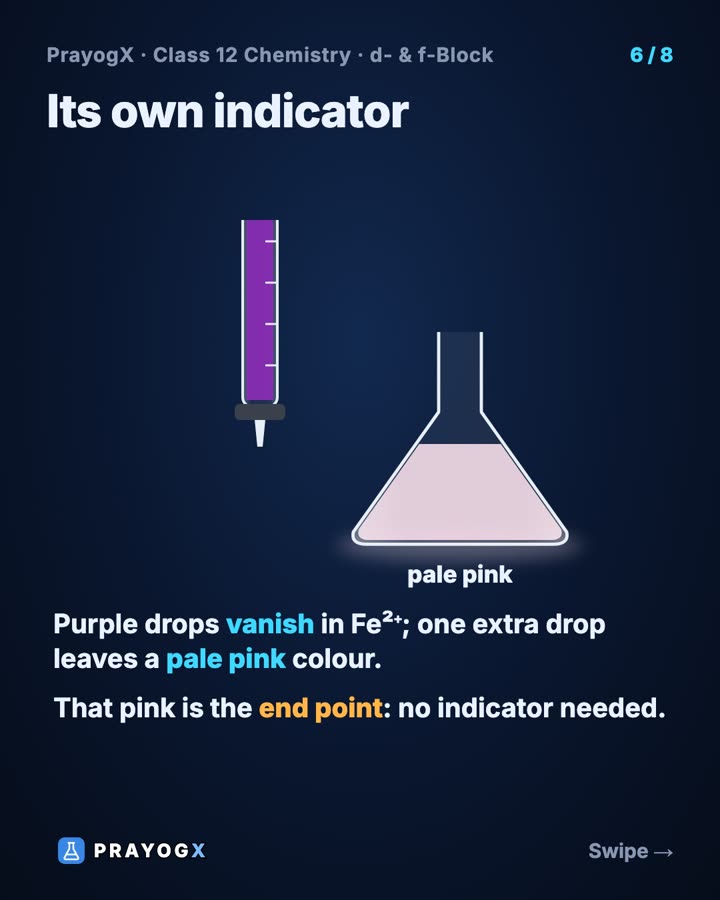 PrayogX · Class 12 Chemistry · d- & f-Block
6 / 8
Its own indicator
pale pink
Purple drops vanish in Fe²⁺; one extra drop
leaves a pale pink colour.
That pink is the end point: no indicator needed.
PRAYOGX
Swipe →